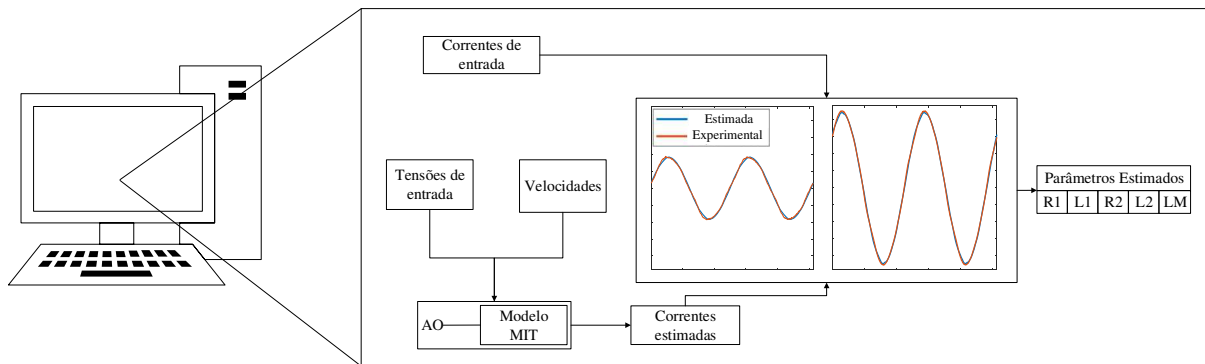 Correntes de
entrada
Estimada
Experimental
Tensões de
entrada
Velocidades
Parâmetros Estimados
R1 L1 R2 L2 LM
AO
Modelo
MIT
Correntes
estimadas